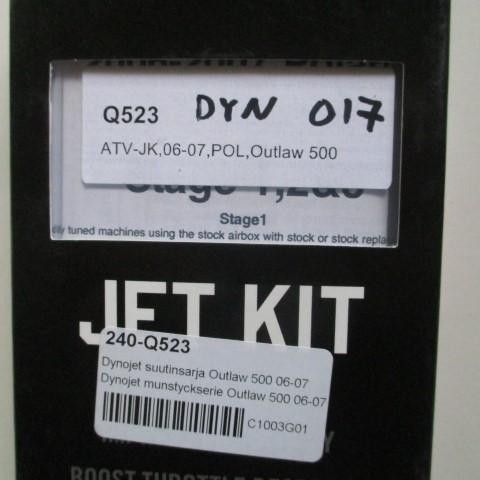 Q523 DYN 017
ATV-JK,06-07,POL,Outlaw 500
Stage1
tuned machines using the stock airbox with stock or stock
JET KIT
240-Q523
Dynojet suutinsarja Outlaw 500 06-07
Dynojet munstyckserie Outlaw 500 06-07
C1003G01
BOOST THROTTLE